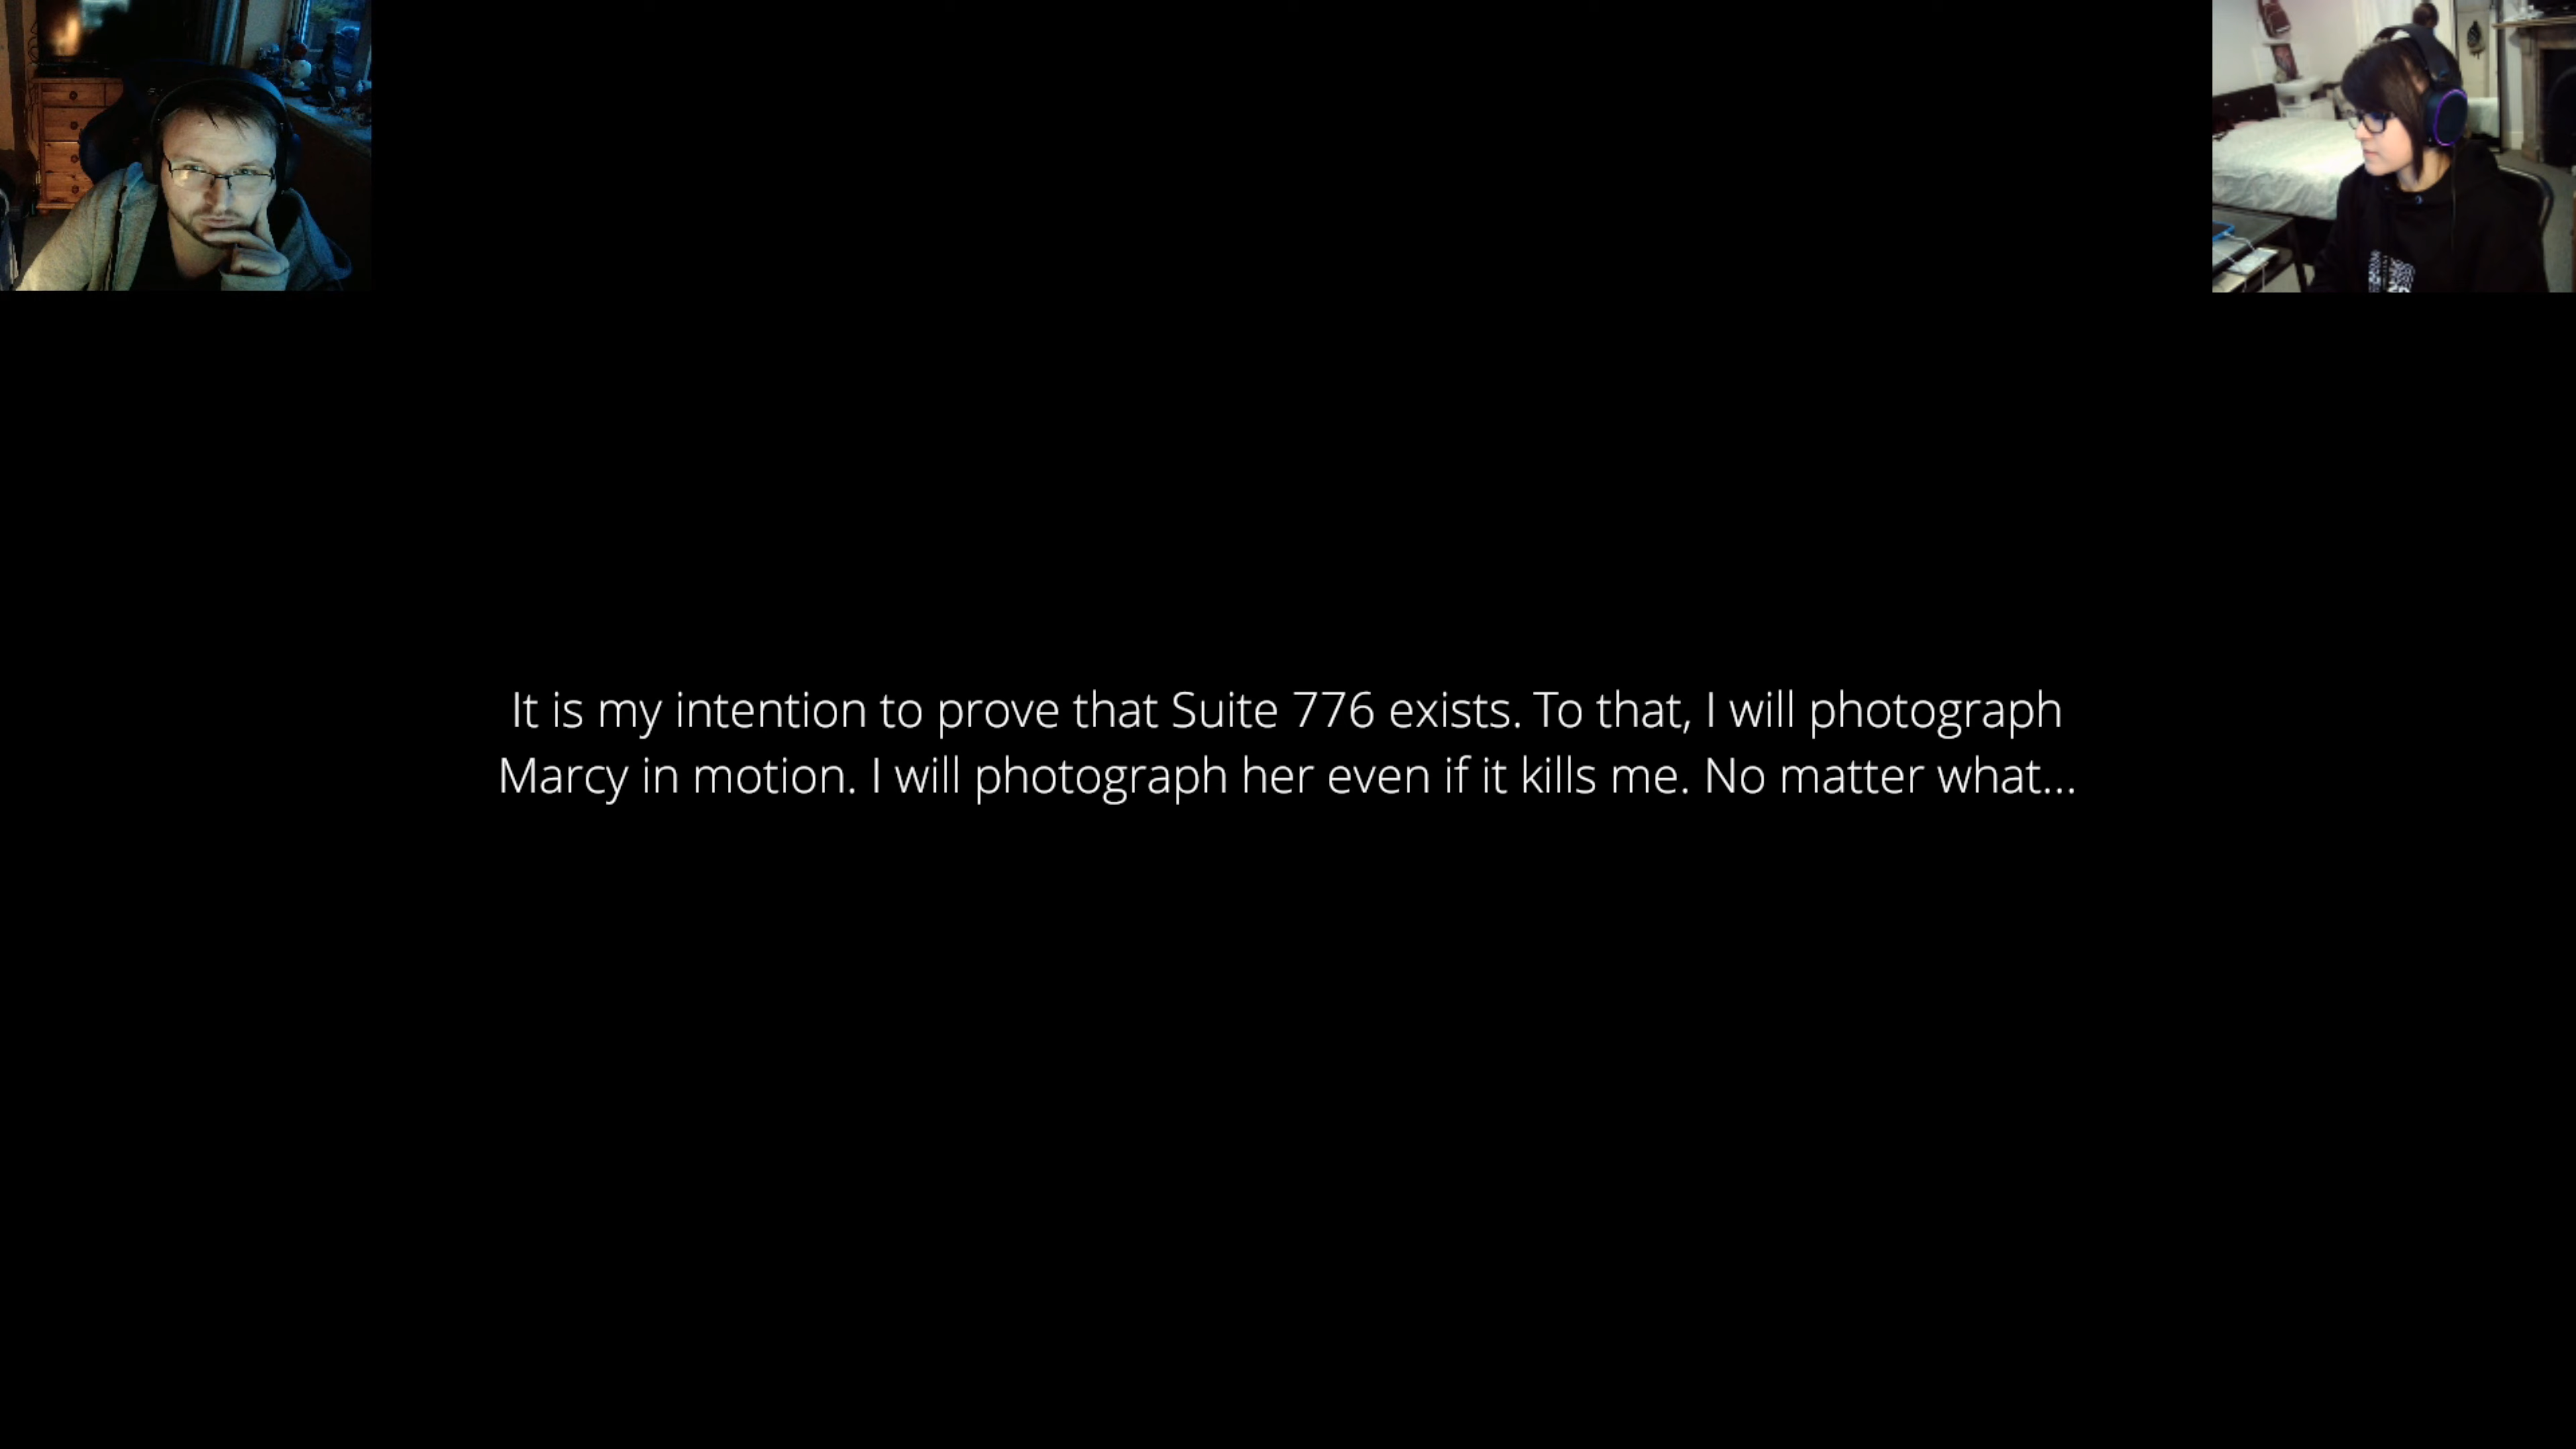 It is my intention to prove that Suite 776 exists. To that, I will photograph
Marcy in motion. I will photograph her even if it kills me. No matter what...